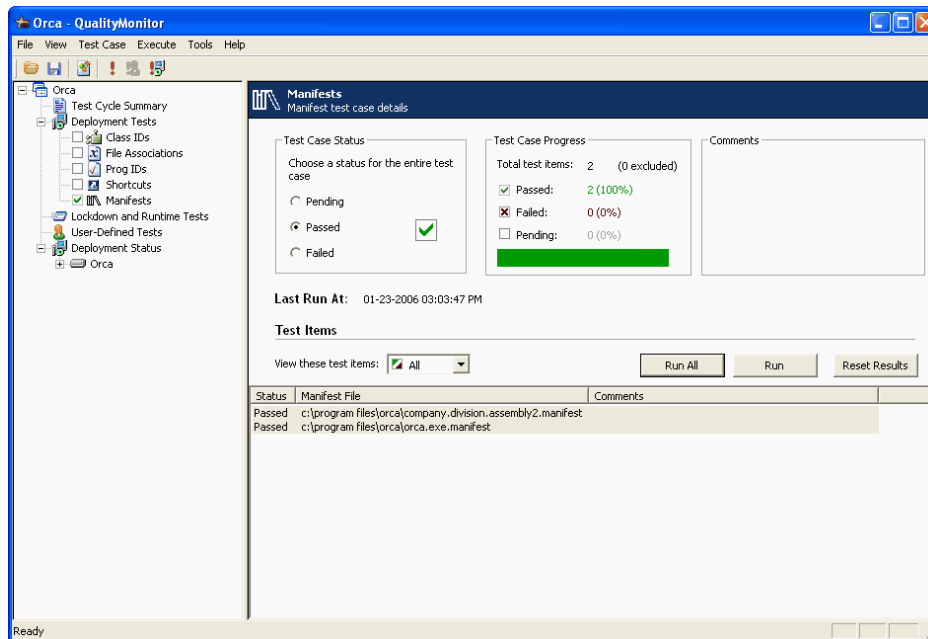 Orca - QualityMonitor
File View Test Case Execute Tools Help
Orca
Test Cycle Summary
Deployment Tests
Class IDs
File Associations
Prog IDs
Shortcuts
Manifests
Lockdown and Runtime Tests
User-Defined Tests
Deployment Status
Orca
Manifests
Manifest test case details
Test Case Status
Choose a status for the entire test
case
Pending
Passed
Failed
Test Case Progress
Total test items: 2 (0 excluded)
Passed: 2 (100%)
Failed: 0 (0%)
Pending: 0 (0%)
Comments
Last Run At: 01-23-2006 03:03:47 PM
Test Items
View these test items: All
Run All Run Reset Results
Status Manifest File Comments
Passed c:\program files\orca\company.division.assembly2.manifest
Passed c:\program files\orca\orca.exe.manifest
Ready